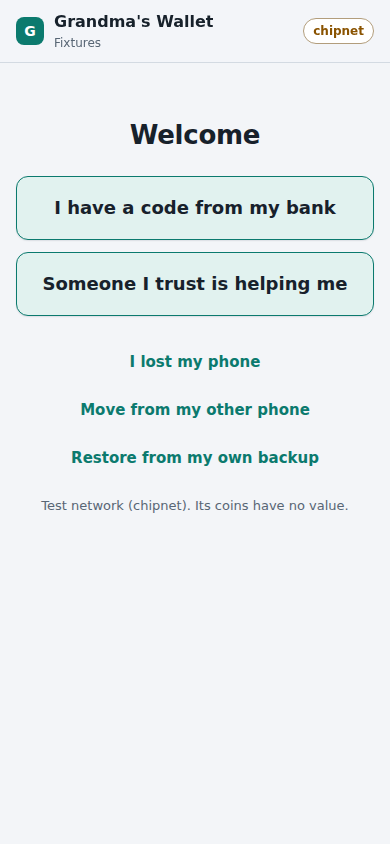 G
Grandma's Wallet
Fixtures
chipnet
Welcome
I have a code from my bank
Someone I trust is helping me
I lost my phone
Move from my other phone
Restore from my own backup
Test network (chipnet). Its coins have no value.